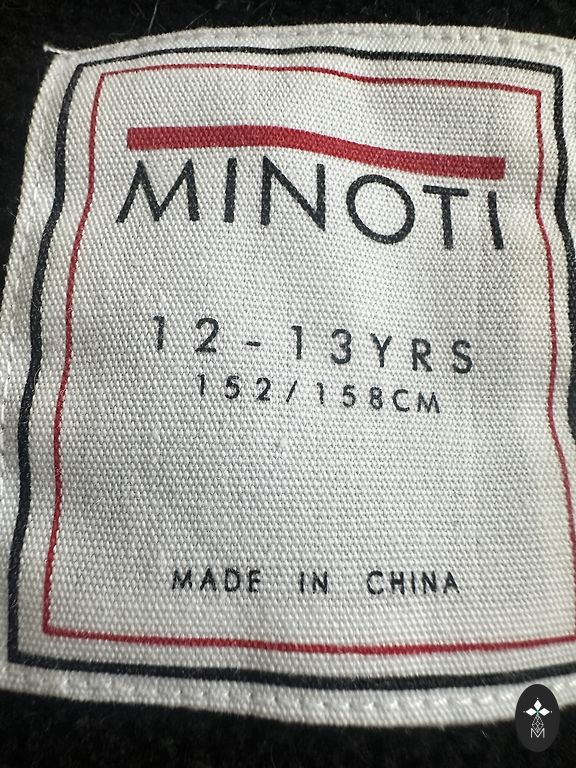 MINOTI
12-13YRS
152/158CM
MADE IN CHINA